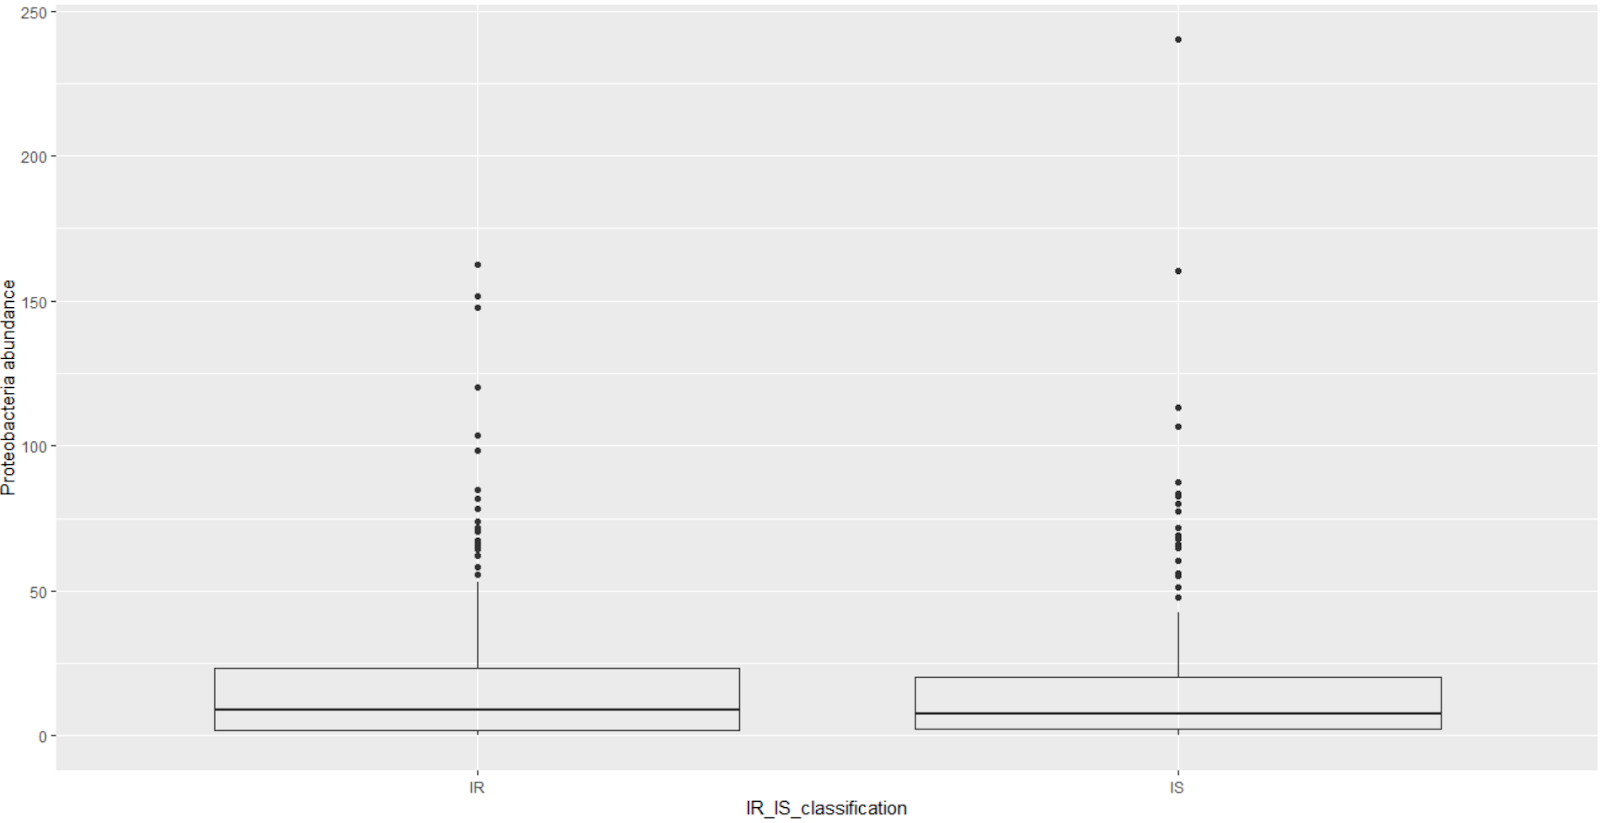 250
200
150
100
50
0
Proteobacteria abundance
IR
IS
IR_IS_classification